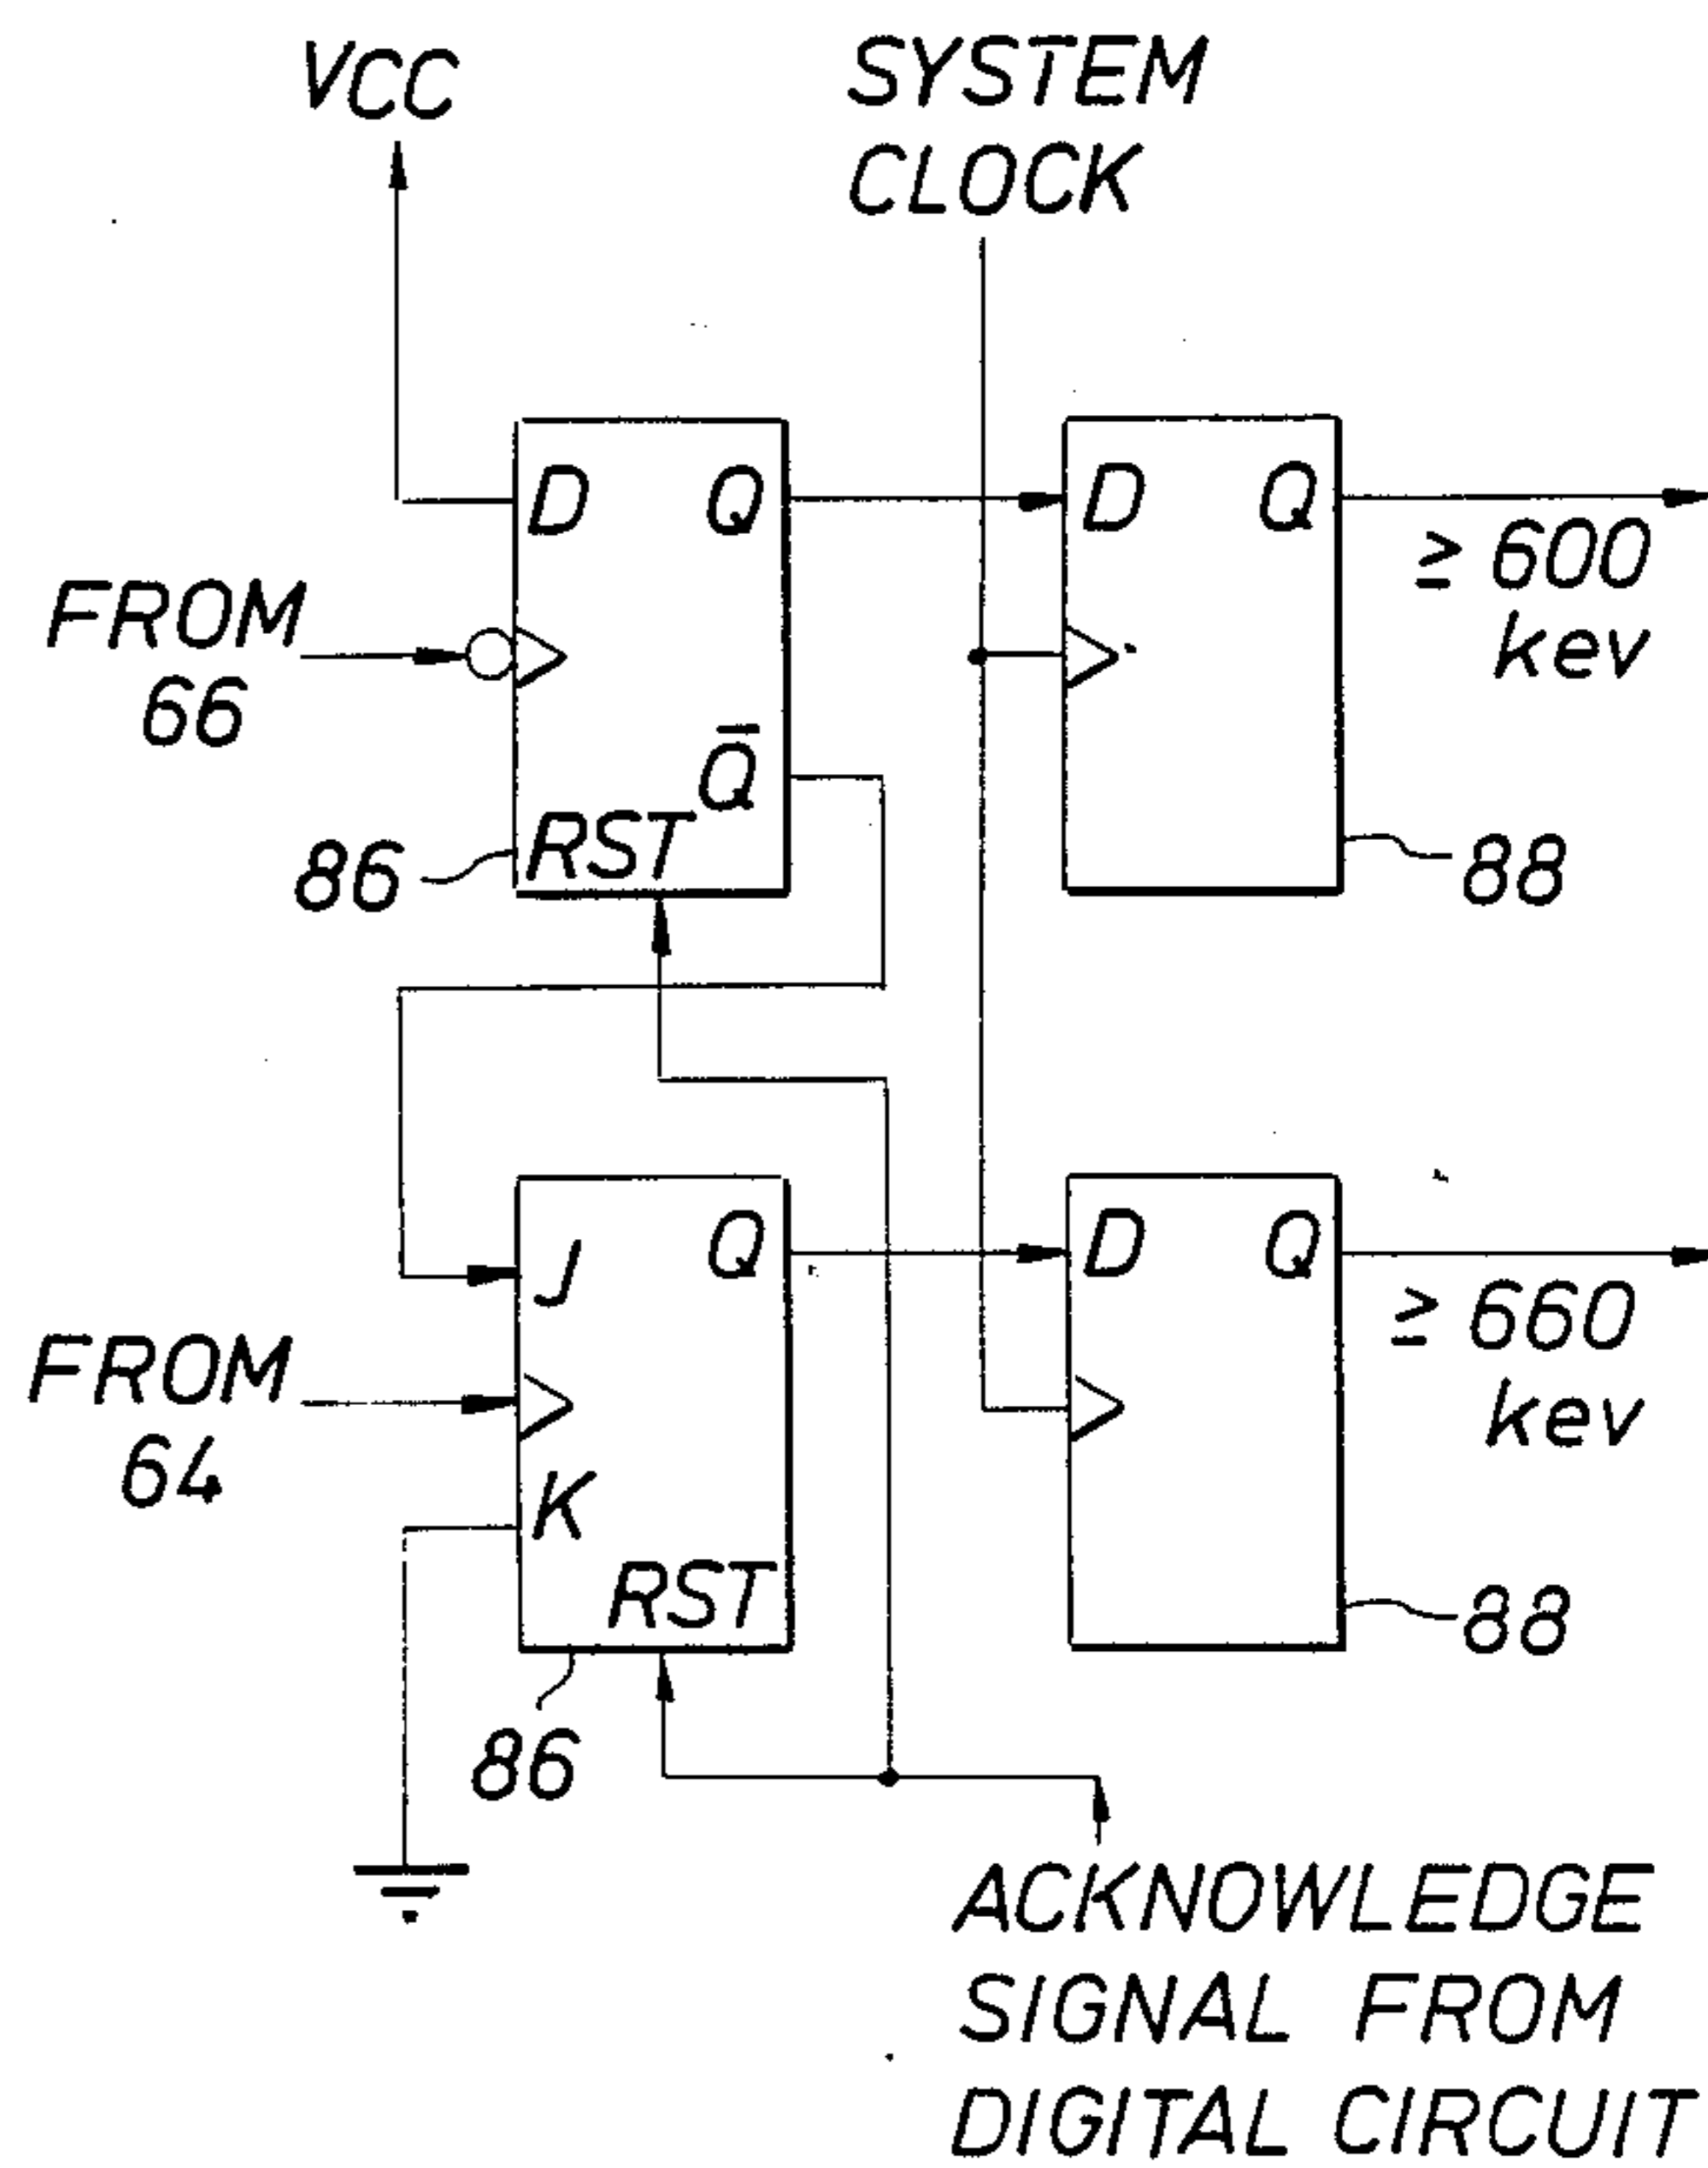 VCC
SYSTEM
CLOCK
D Q
D Q
≥ 600
kev
FROM
66
Q̅
RST
86
88
J Q
D Q
≥ 660
kev
FROM
64
K
RST
86
88
ACKNOWLEDGE
SIGNAL FROM
DIGITAL CIRCUIT